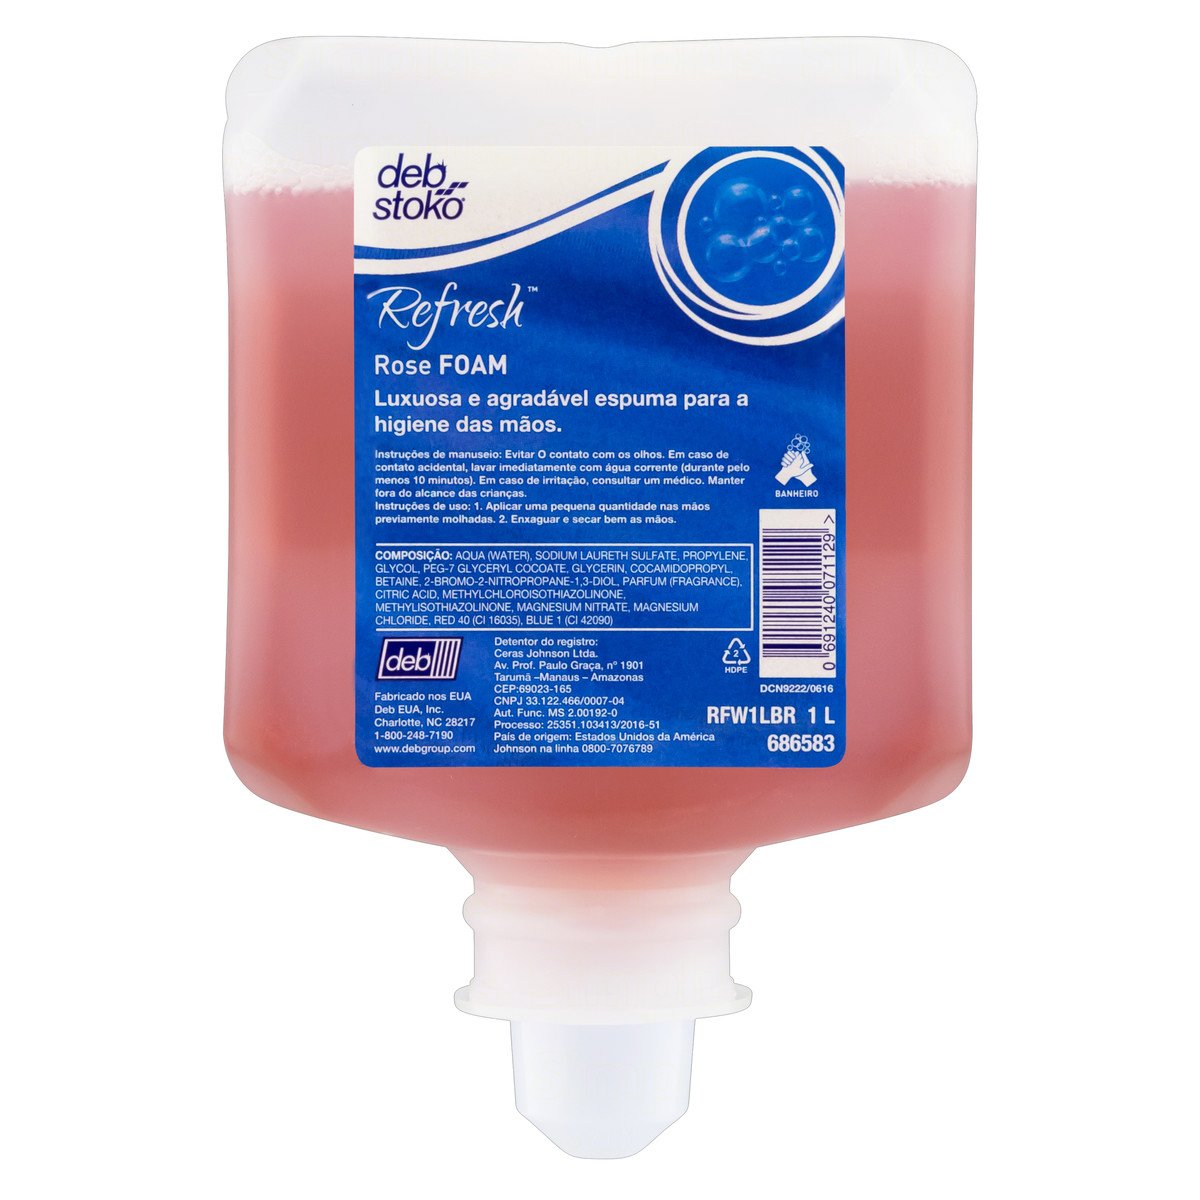 deb
stoko®
Refresh™
Rose FOAM
Luxuosa e agradável espuma para a
higiene das mãos.
Instruções de manuseio: Evitar O contato com os olhos. Em caso de
contato acidental, lavar imediatamente com água corrente (durante pelo
menos 10 minutos). Em caso de irritação, consultar um médico. Manter
fora do alcance das crianças.
Instruções de uso: 1. Aplicar uma pequena quantidade nas mãos
previamente molhadas. 2. Enxaguar e secar bem as mãos.
BANHEIRO
COMPOSIÇÃO: AQUA (WATER), SODIUM LAURETH SULFATE, PROPYLENE,
GLYCOL, PEG-7 GLYCERYL COCOATE, GLYCERIN, COCAMIDOPROPYL,
BETAINE, 2-BROMO-2-NITROPROPANE-1,3-DIOL, PARFUM (FRAGRANCE),
CITRIC ACID, METHYLCHLOROISOTHIAZOLINONE,
METHYLISOTHIAZOLINONE, MAGNESIUM NITRATE, MAGNESIUM
CHLORIDE, RED 40 (CI 16035), BLUE 1 (CI 42090)
0 691240 071129 >
deb
Fabricado nos EUA
Deb EUA, Inc.
Charlotte, NC 28217
1-800-248-7190
www.debgroup.com
Detentor do registro:
Ceras Johnson Ltda.
Av. Prof. Paulo Graça, nº 1901
Tarumã –Manaus – Amazonas
CEP:69023-165
CNPJ 33.122.466/0007-04
Aut. Func. MS 2.00192-0
Processo: 25351.103413/2016-51
País de origem: Estados Unidos da América
Johnson na linha 0800-7076789
2
HDPE
DCN9222/0616
RFW1LBR 1 L
686583